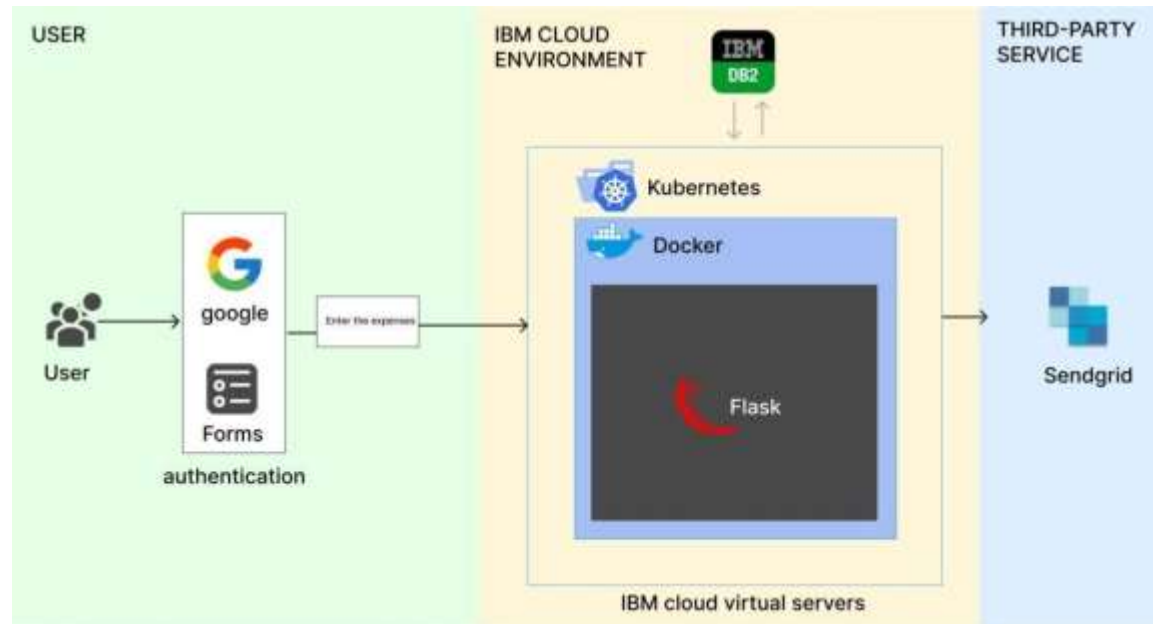 USER
IBM CLOUD
ENVIRONMENT
THIRD-PARTY
SERVICE
IBM
DB2
Kubernetes
Docker
google
Enter the expenses
User
Flask
Sendgrid
Forms
authentication
IBM cloud virtual servers